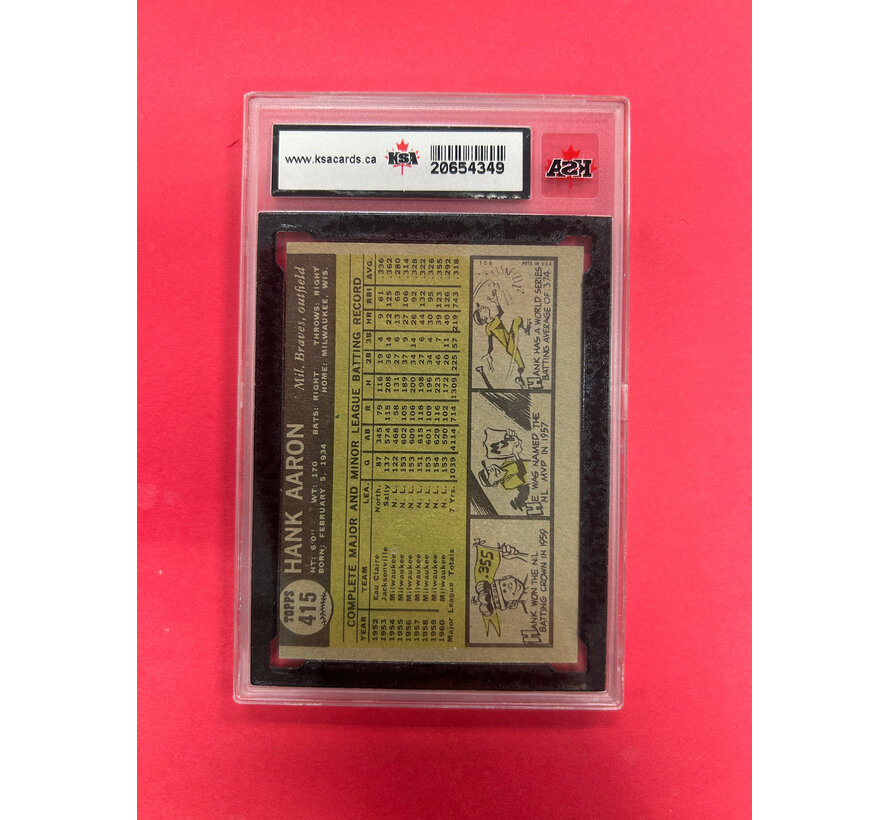 www.ksacards.ca
KSA
20654349
KSA
TOPPS
415
HANK AARON Mil. Braves, outfield
HT: 6'0" WT: 170 BATS: RIGHT THROWS: RIGHT
BORN: FEBRUARY 5, 1934 HOME: MILWAUKEE, WIS.
COMPLETE MAJOR AND MINOR LEAGUE BATTING RECORD
YEAR TEAM LEA. G AB R H 2B 3B HR RBI AVG.
1952 Eau Claire North. 87 345 79 116 19 4 9 61 .336
1953 Jacksonville Sally 137 574 115 208 36 14 22 125 .362
1954 Milwaukee N. L. 122 468 58 131 27 6 13 69 .280
1955 Milwaukee N. L. 153 602 105 189 37 9 27 106 .314
1956 Milwaukee N. L. 153 609 106 200 34 14 26 92 .328
1957 Milwaukee N. L. 151 615 118 198 27 6 44 132 .322
1958 Milwaukee N. L. 153 601 109 196 34 4 30 95 .326
1959 Milwaukee N. L. 154 629 116 223 46 7 39 123 .355
1960 Milwaukee N. L. 153 590 102 172 20 11 40 126 .292
Major League Totals 7 Yrs. 1039 4114 714 1309 225 57 219 743 .318
.355
HANK WON THE N.L.
BATTING CROWN IN 1959
M
HE WAS NAMED THE
NL MVP IN 1957
HANK HAS A WORLD SERIES
BATTING AVERAGE OF 334